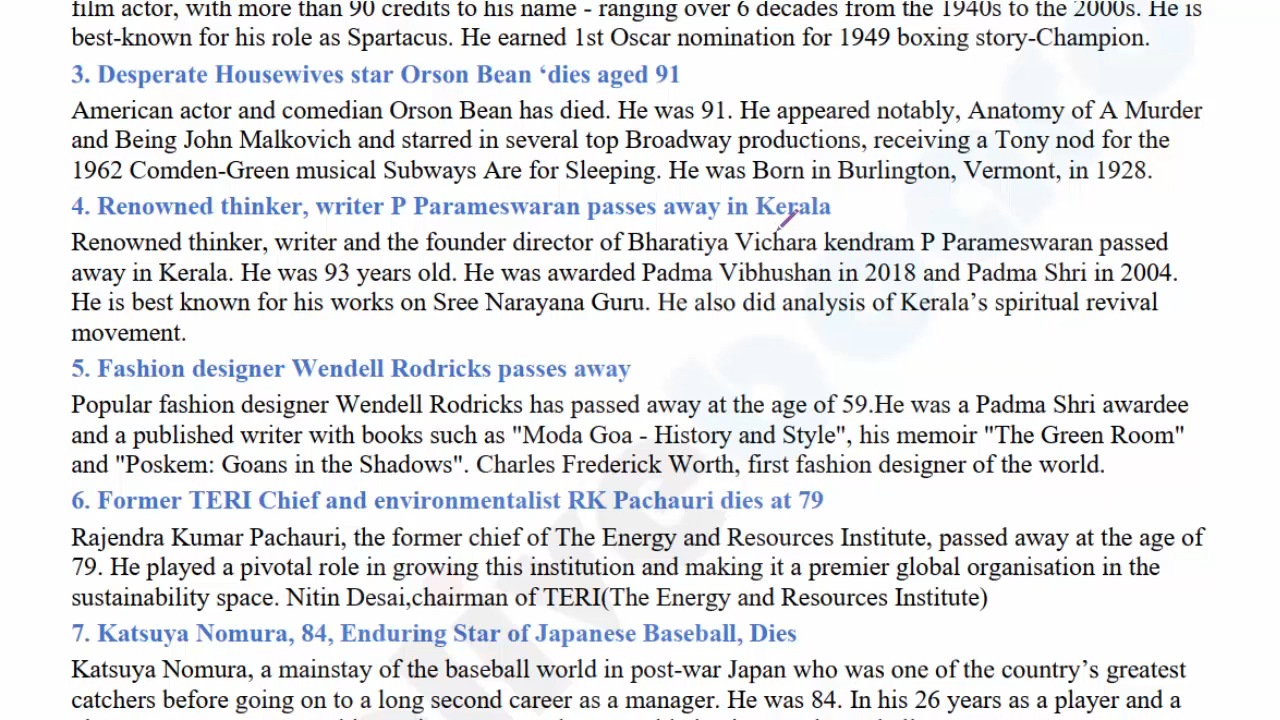 film actor, with more than 90 credits to his name - ranging over 6 decades from the 1940s to the 2000s. He is
best-known for his role as Spartacus. He earned 1st Oscar nomination for 1949 boxing story-Champion.
3. Desperate Housewives star Orson Bean ‘dies aged 91
American actor and comedian Orson Bean has died. He was 91. He appeared notably, Anatomy of A Murder
and Being John Malkovich and starred in several top Broadway productions, receiving a Tony nod for the
1962 Comden-Green musical Subways Are for Sleeping. He was Born in Burlington, Vermont, in 1928.
4. Renowned thinker, writer P Parameswaran passes away in Kerala
Renowned thinker, writer and the founder director of Bharatiya Vichara kendram P Parameswaran passed
away in Kerala. He was 93 years old. He was awarded Padma Vibhushan in 2018 and Padma Shri in 2004.
He is best known for his works on Sree Narayana Guru. He also did analysis of Kerala’s spiritual revival
movement.
5. Fashion designer Wendell Rodricks passes away
Popular fashion designer Wendell Rodricks has passed away at the age of 59.He was a Padma Shri awardee
and a published writer with books such as "Moda Goa - History and Style", his memoir "The Green Room"
and "Poskem: Goans in the Shadows". Charles Frederick Worth, first fashion designer of the world.
6. Former TERI Chief and environmentalist RK Pachauri dies at 79
Rajendra Kumar Pachauri, the former chief of The Energy and Resources Institute, passed away at the age of
79. He played a pivotal role in growing this institution and making it a premier global organisation in the
sustainability space. Nitin Desai,chairman of TERI(The Energy and Resources Institute)
7. Katsuya Nomura, 84, Enduring Star of Japanese Baseball, Dies
Katsuya Nomura, a mainstay of the baseball world in post-war Japan who was one of the country’s greatest
catchers before going on to a long second career as a manager. He was 84. In his 26 years as a player and a